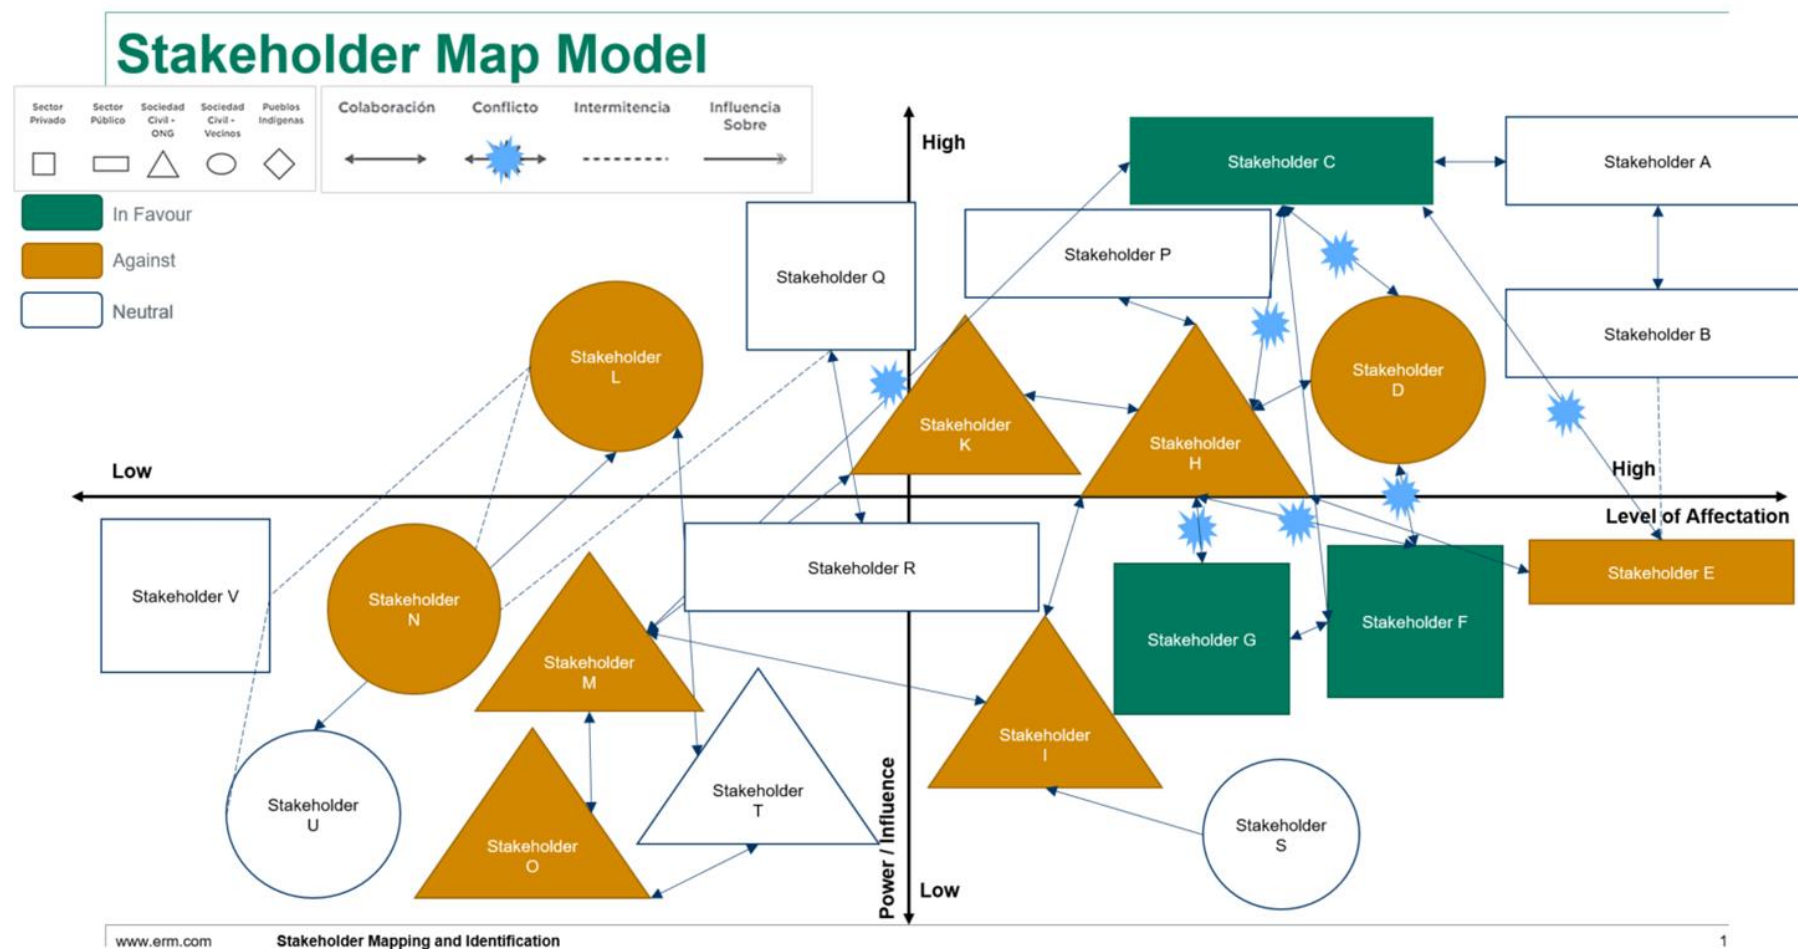 Stakeholder Map Model
Sector
Privado
Sector
Público
Sociedad
Civil -
ONG
Sociedad
Civil -
Vecinos
Pueblos
Indígenas
Colaboración
Conflicto
Intermitencia
Influencia
Sobre
In Favour
Against
Neutral
High
Stakeholder C
Stakeholder A
Stakeholder Q
Stakeholder P
Stakeholder B
Stakeholder
L
Stakeholder
D
Stakeholder
K
Stakeholder
H
Low
High
Level of Affectation
Stakeholder V
Stakeholder
N
Stakeholder R
Stakeholder E
Stakeholder G
Stakeholder F
Stakeholder
M
Stakeholder
I
Stakeholder
U
Stakeholder
T
Stakeholder
S
Stakeholder
O
Power / Influence
Low
www.erm.com
Stakeholder Mapping and Identification
1